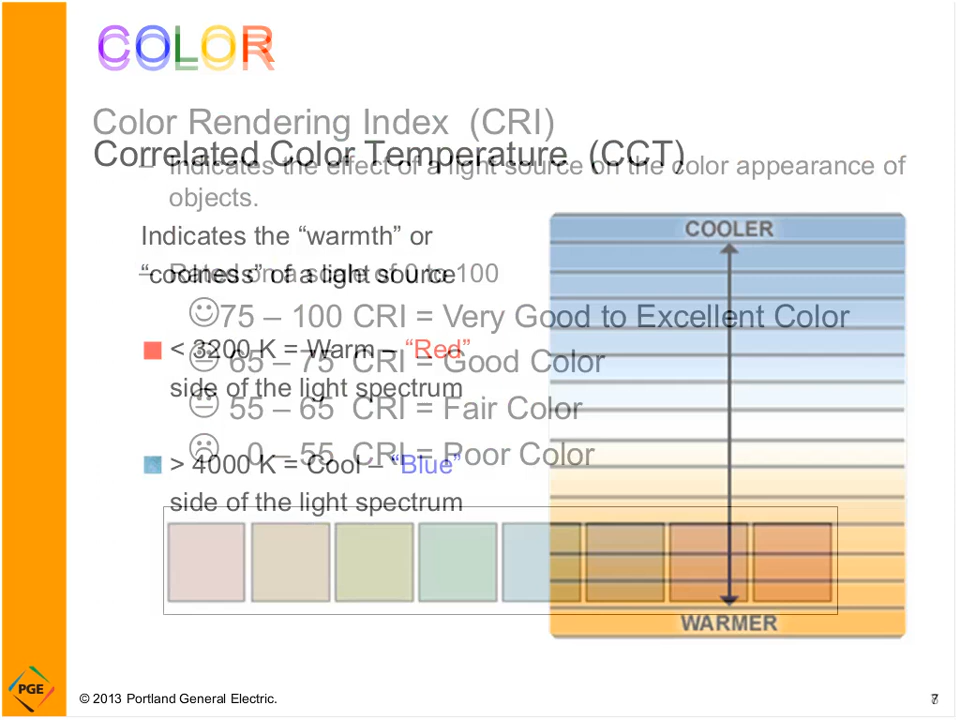 COLOR
Color Rendering Index (CRI)
Correlated Color Temperature (CCT)
– Indicates the effect of a light source on the color appearance of
objects.
COOLER
Indicates the “warmth” or
“coolness” of a light source
– Rated on a scale of 0 to 100
75 – 100 CRI = Very Good to Excellent Color
< 3200 K = Warm – “Red”
65 – 75 CRI = Good Color
side of the light spectrum
55 – 65 CRI = Fair Color
0 – 55 CRI = Poor Color
> 4000 K = Cool – “Blue”
side of the light spectrum
WARMER
PGE
© 2013 Portland General Electric.